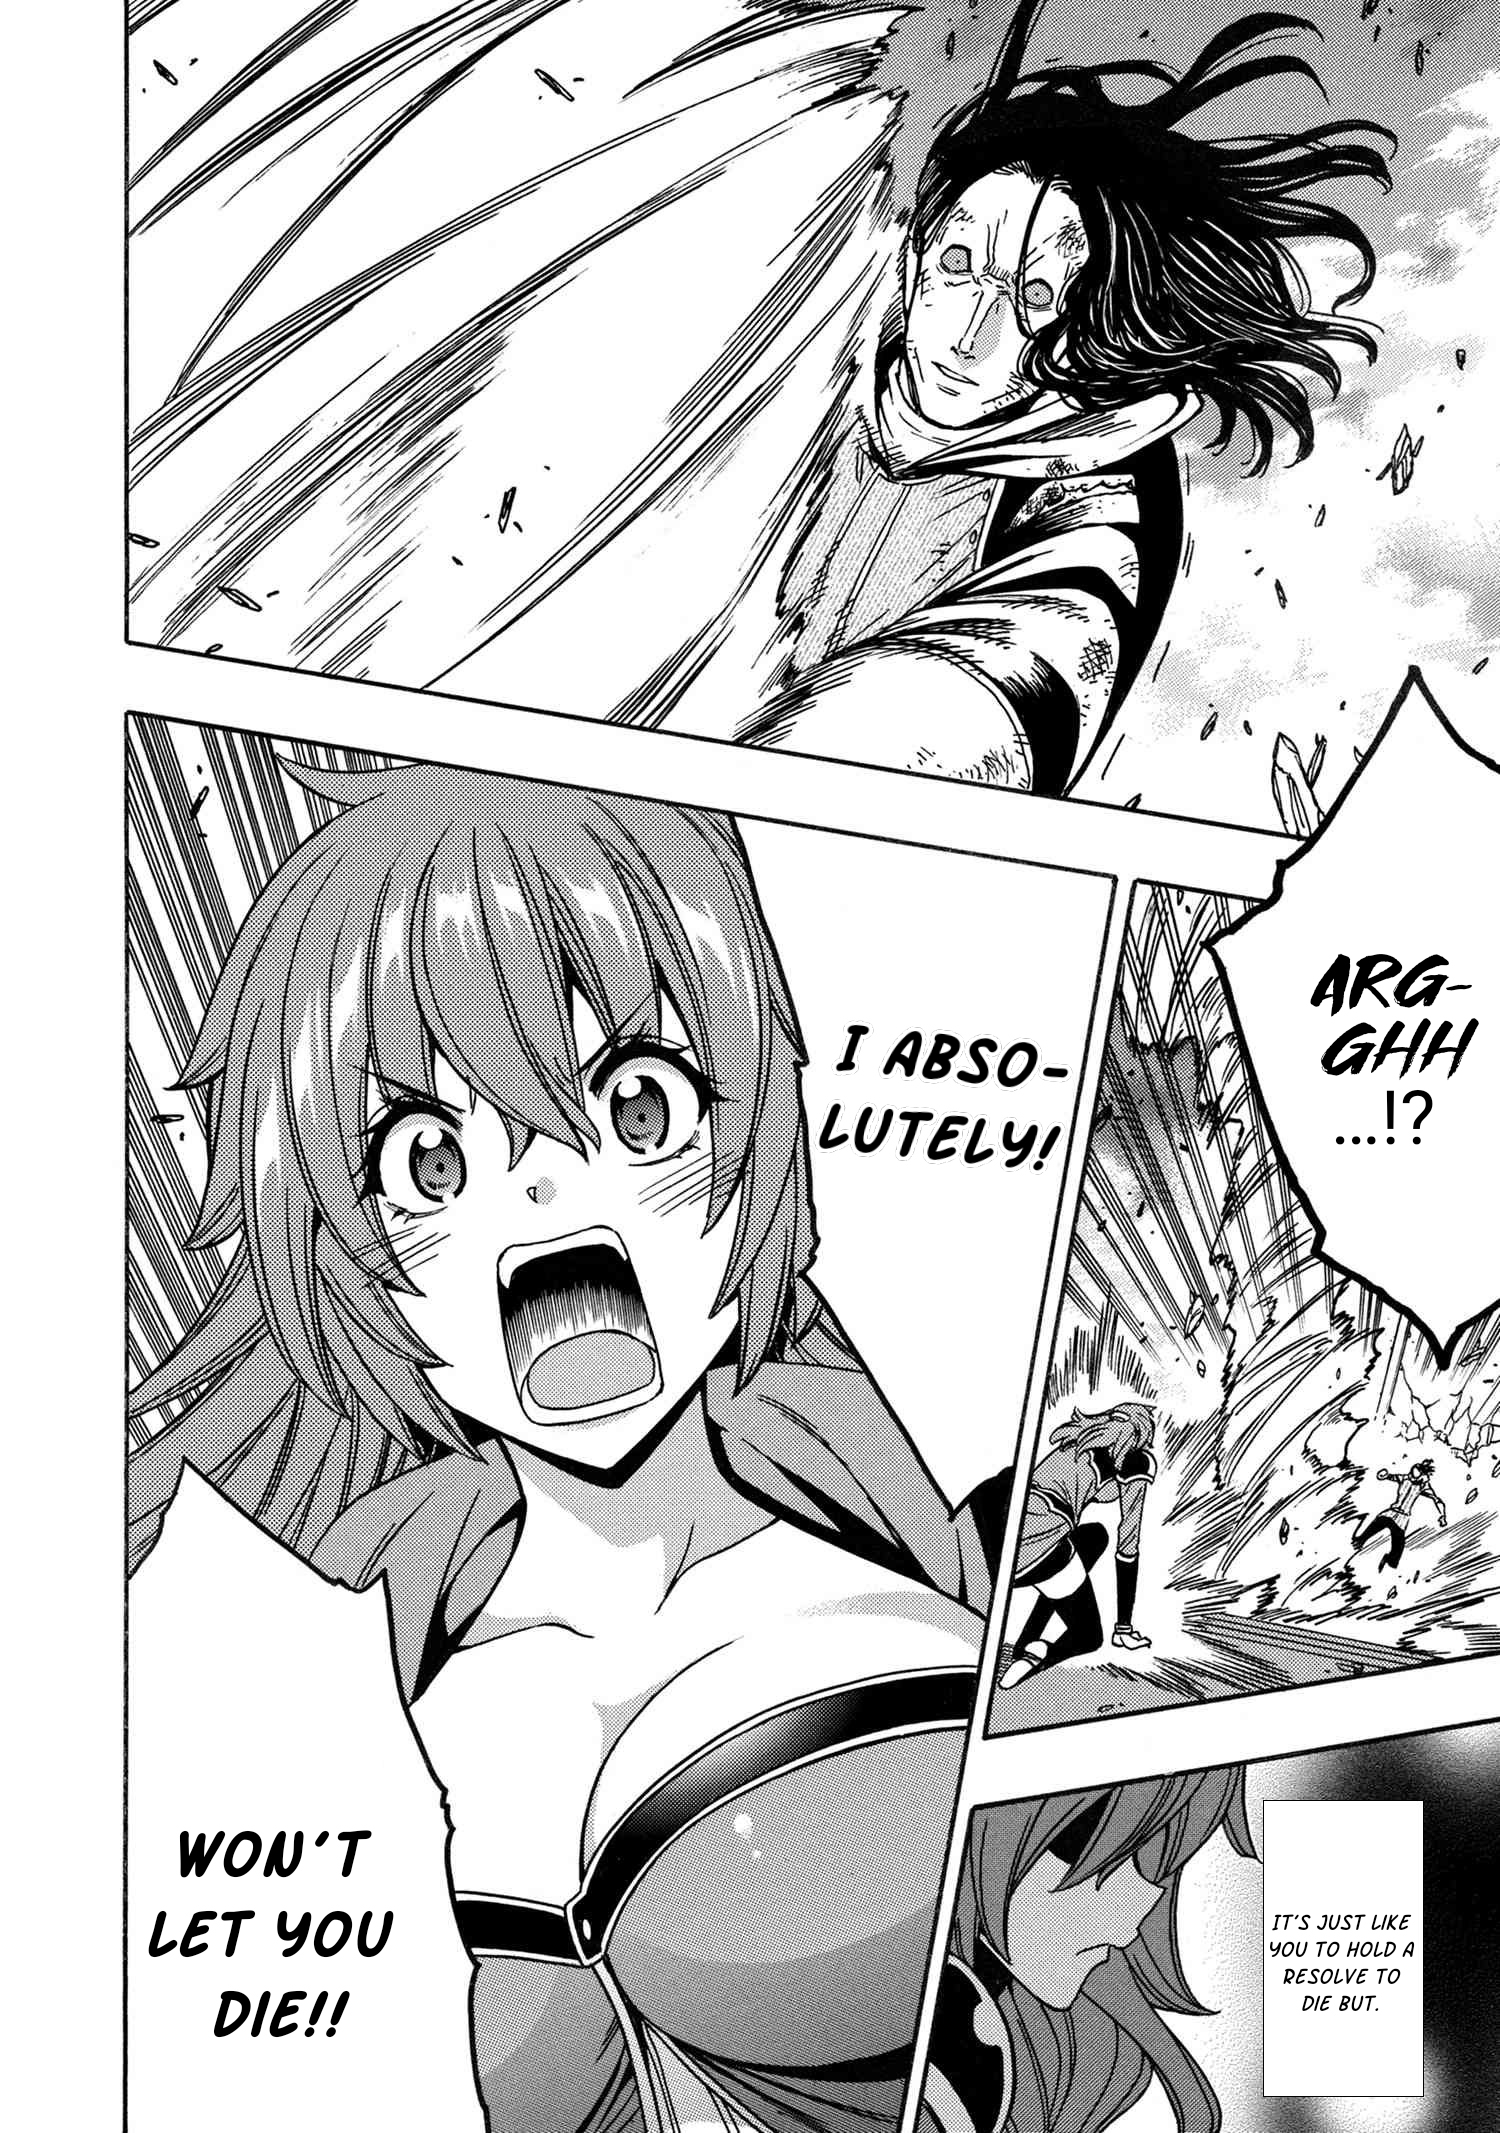 ARG-
GHH
...!?
IT'S JUST LIKE
YOU TO HOLD A
RESOLVE TO
DIE BUT.
I ABSO-
LUTELY!
WON'T
LET YOU
DIE!!